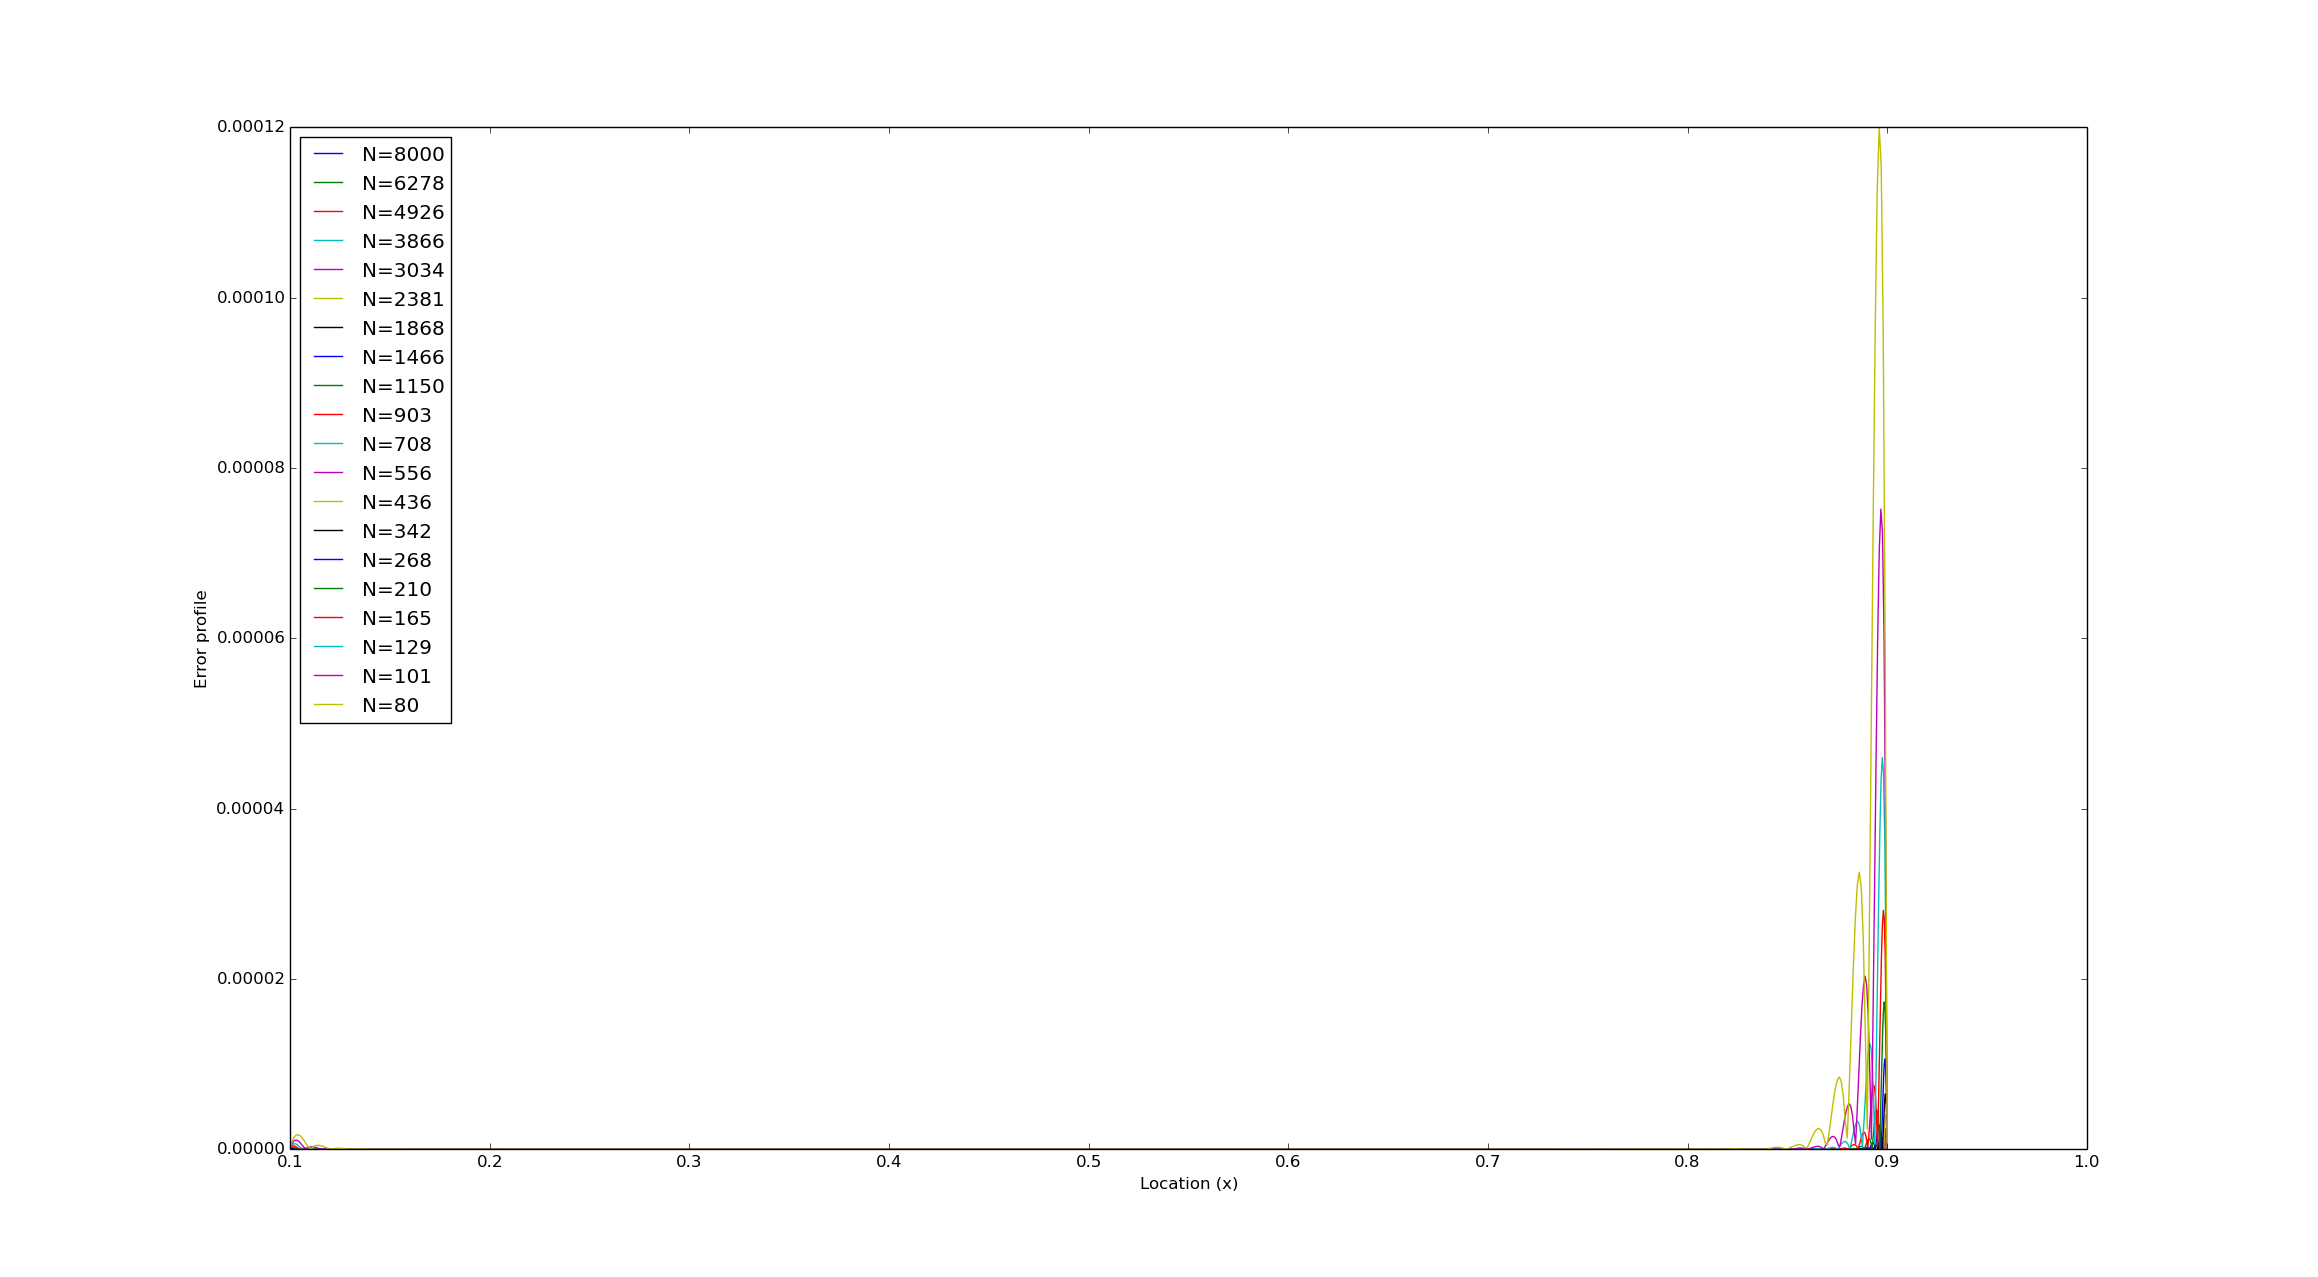 0.00012
0.00010
0.00008
0.00006
0.00004
0.00002
0.00000
Error profile
N=8000
N=6278
N=4926
N=3866
N=3034
N=2381
N=1868
N=1466
N=1150
N=903
N=708
N=556
N=436
N=342
N=268
N=210
N=165
N=129
N=101
N=80
0.1 0.2 0.3 0.4 0.5 0.6 0.7 0.8 0.9 1.0
Location (x)